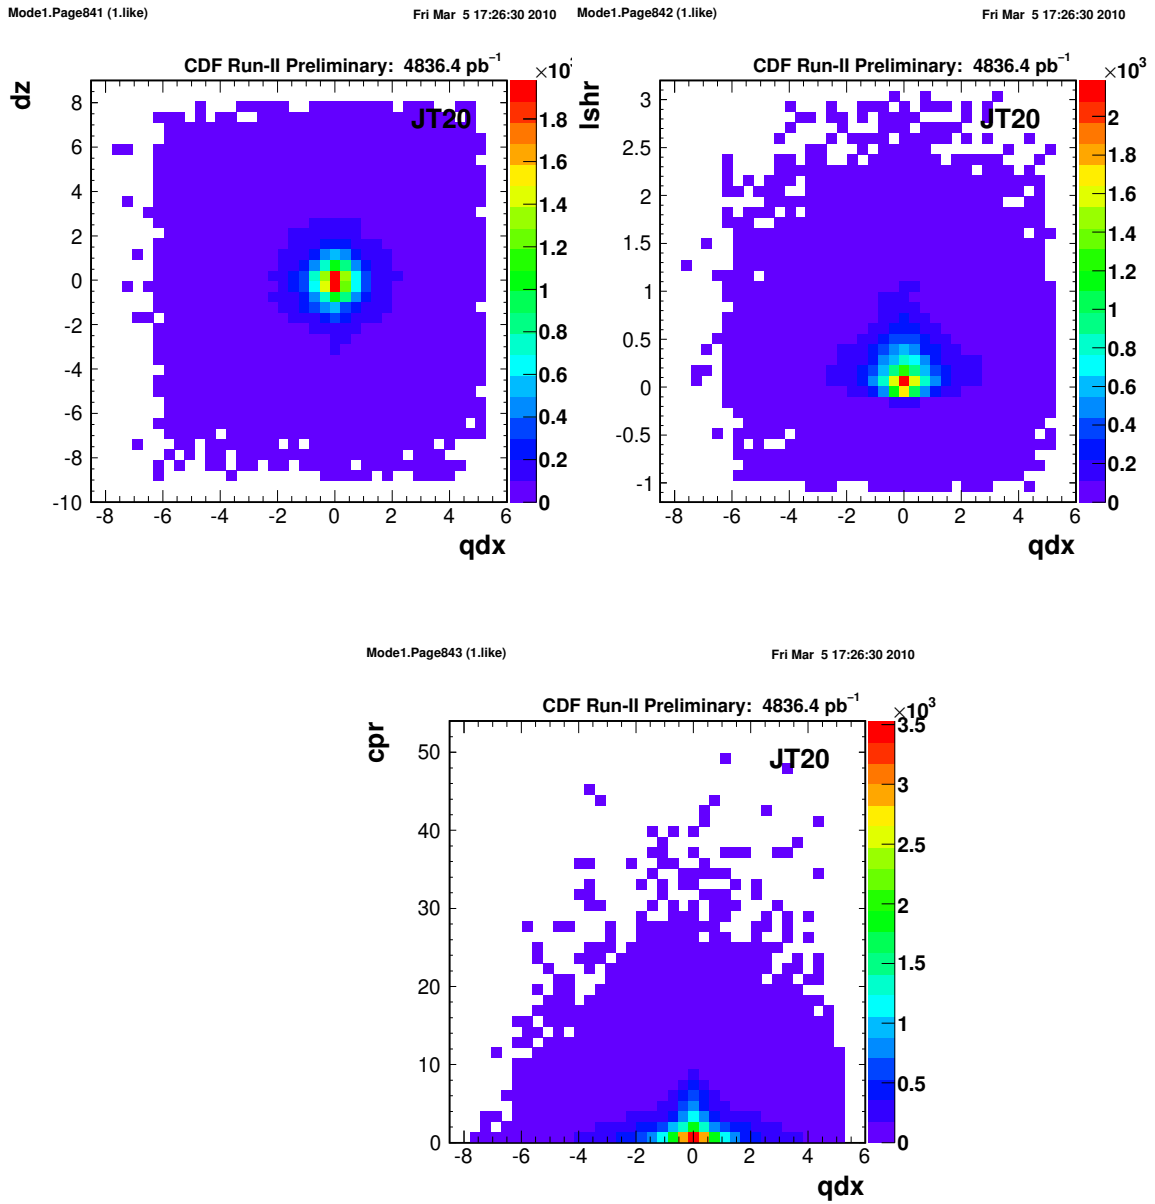 Mode1.Page841 (1.like)
Fri Mar 5 17:26:30 2010
CDF Run-II Preliminary: 4836.4 pb⁻¹
×10³
JT20
dz
8
6
4
2
0
-2
-4
-6
-8
-10
-8 -6 -4 -2 0 2 4 6
qdx
1.8
1.6
1.4
1.2
1
0.8
0.6
0.4
0.2
0
Mode1.Page842 (1.like)
Fri Mar 5 17:26:30 2010
CDF Run-II Preliminary: 4836.4 pb⁻¹
×10³
JT20
lshr
3
2.5
2
1.5
1
0.5
0
-0.5
-1
-8 -6 -4 -2 0 2 4 6
qdx
2
1.8
1.6
1.4
1.2
1
0.8
0.6
0.4
0.2
0
Mode1.Page843 (1.like)
Fri Mar 5 17:26:30 2010
CDF Run-II Preliminary: 4836.4 pb⁻¹
×10³
JT20
cpr
50
40
30
20
10
0
-8 -6 -4 -2 0 2 4 6
qdx
3.5
3
2.5
2
1.5
1
0.5
0